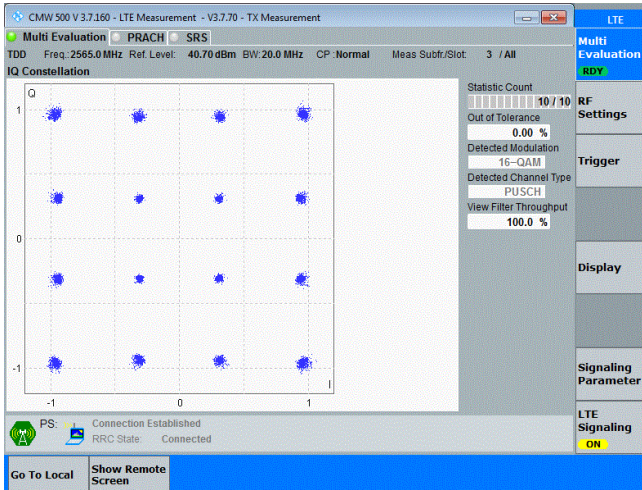 CMW 500 V 3.7.160 - LTE Measurement - V3.7.70 - TX Measurement
LTE
Multi Evaluation PRACH SRS
TDD Freq.:2565.0 MHz Ref. Level: 40.70 dBm BW:20.0 MHz CP :Normal Meas Subfr./Slot: 3 / All
IQ Constellation
Q
1
0
-1
I
-1 0 1
Statistic Count
10 / 10
Out of Tolerance
0.00 %
Detected Modulation
16-QAM
Detected Channel Type
PUSCH
View Filter Throughput
100.0 %
PS: Connection Established
RRC State: Connected
Multi
Evaluation
RDY
RF
Settings
Trigger
Display
Signaling
Parameter
LTE
Signaling
ON
Go To Local
Show Remote
Screen